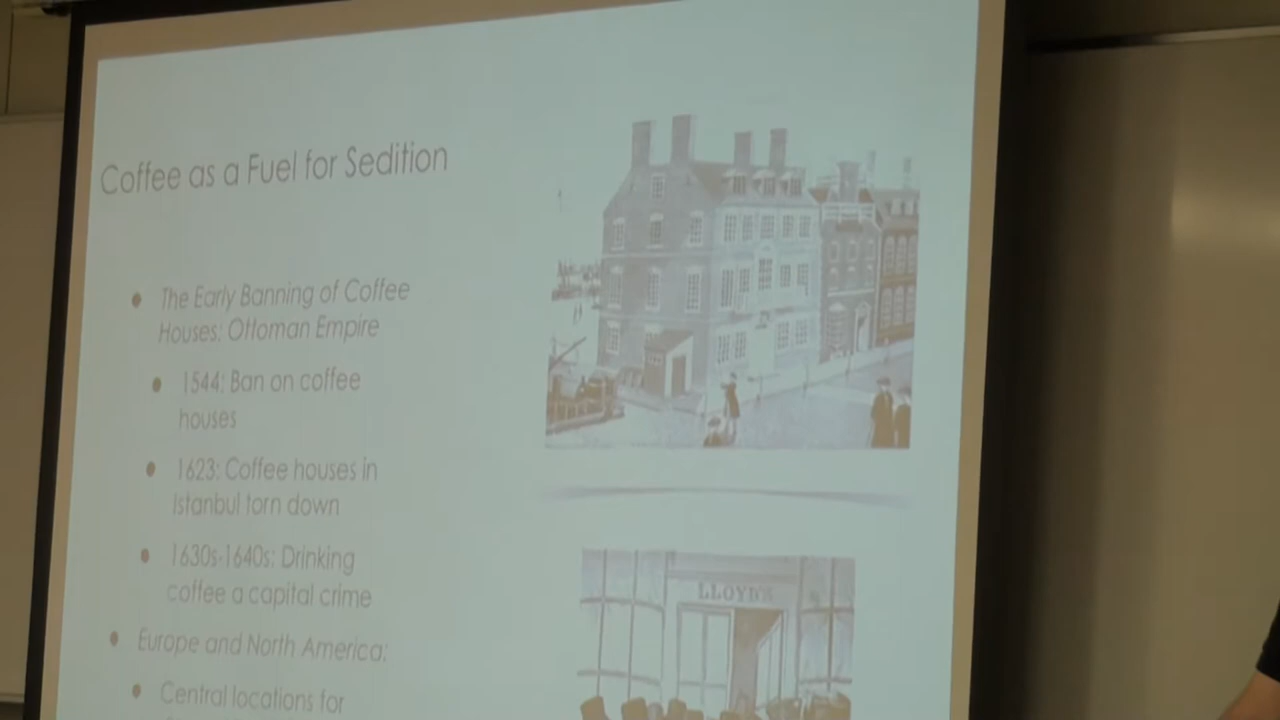 Coffee as a Fuel for Sedition
The Early Banning of Coffee
Houses: Ottoman Empire
1544: Ban on coffee
houses
1623: Coffee houses in
Istanbul torn down
1630s-1640s: Drinking
coffee a capital crime
Europe and North America:
Central locations for
LLOYD'S